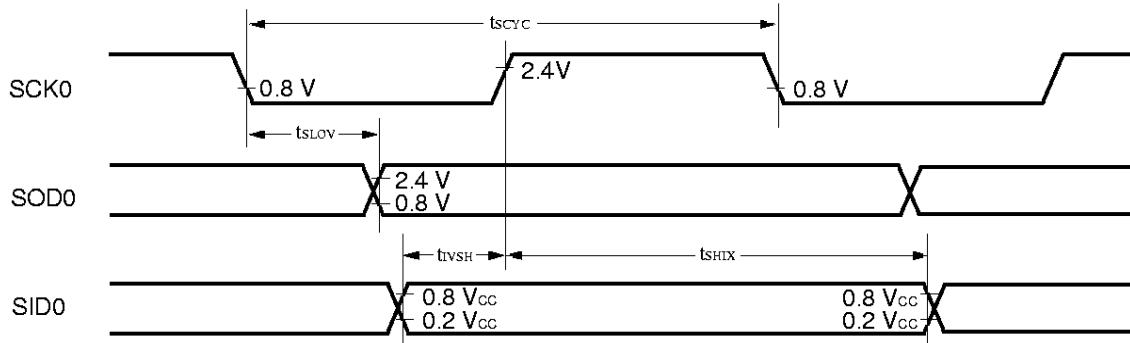 tSCYC
SCK0
0.8 V
2.4V
0.8 V
tSLOV
SOD0
2.4 V
0.8 V
tIVSH
tSHIX
SID0
0.8 VCC
0.2 VCC
0.8 VCC
0.2 VCC